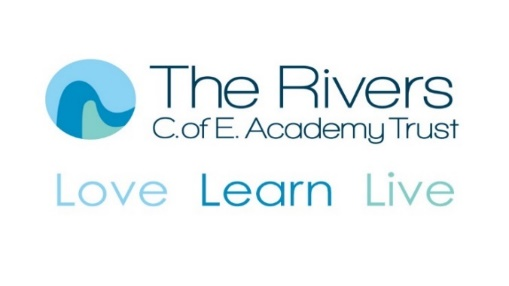 The Rivers
C. of E. Academy Trust
Love Learn Live